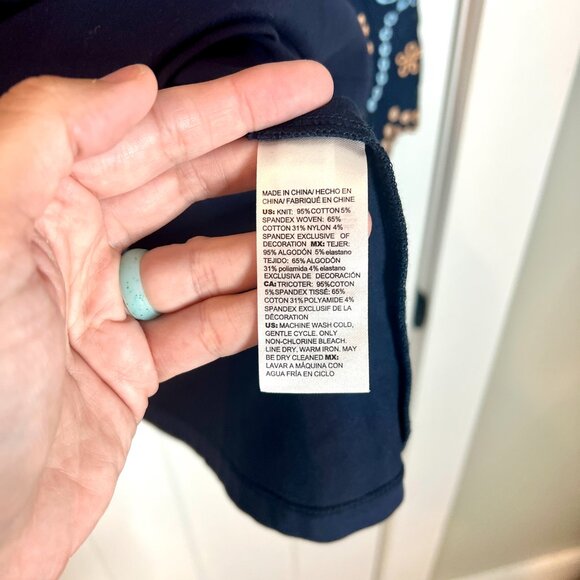 MADE IN CHINA/ HECHO EN
CHINA/ FABRIQUÉ EN CHINE
US: KNIT: 95%COTTON 5%
SPANDEX WOVEN: 65%
COTTON 31% NYLON 4%
SPANDEX EXCLUSIVE OF
DECORATION MX: TEJER:
95% ALGODÓN 5% elastano
TEJIDO: 65% ALGODÓN
31% poliamida 4% elastano
EXCLUSIVA DE DECORACIÓN
CA: TRICOTER: 95%COTON
5%SPANDEX TISSÉ: 65%
COTON 31%POLYAMIDE 4%
SPANDEX EXCLUSIF DE LA
DÉCORATION
US: MACHINE WASH COLD,
GENTLE CYCLE. ONLY
NON-CHLORINE BLEACH.
LINE DRY, WARM IRON, MAY
BE DRY CLEANED MX:
LAVAR A MÁQUINA CON
AGUA FRÍA EN CICLO